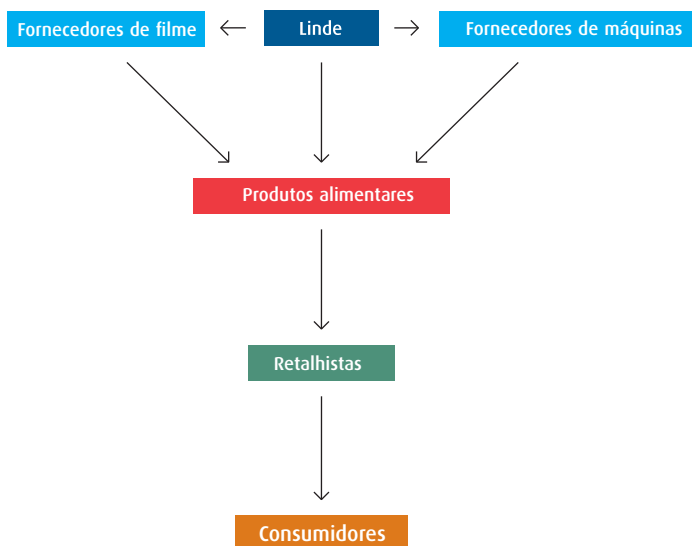 Fornecedores de filme
Linde
Fornecedores de máquinas
Produtos alimentares
Retalhistas
Consumidores